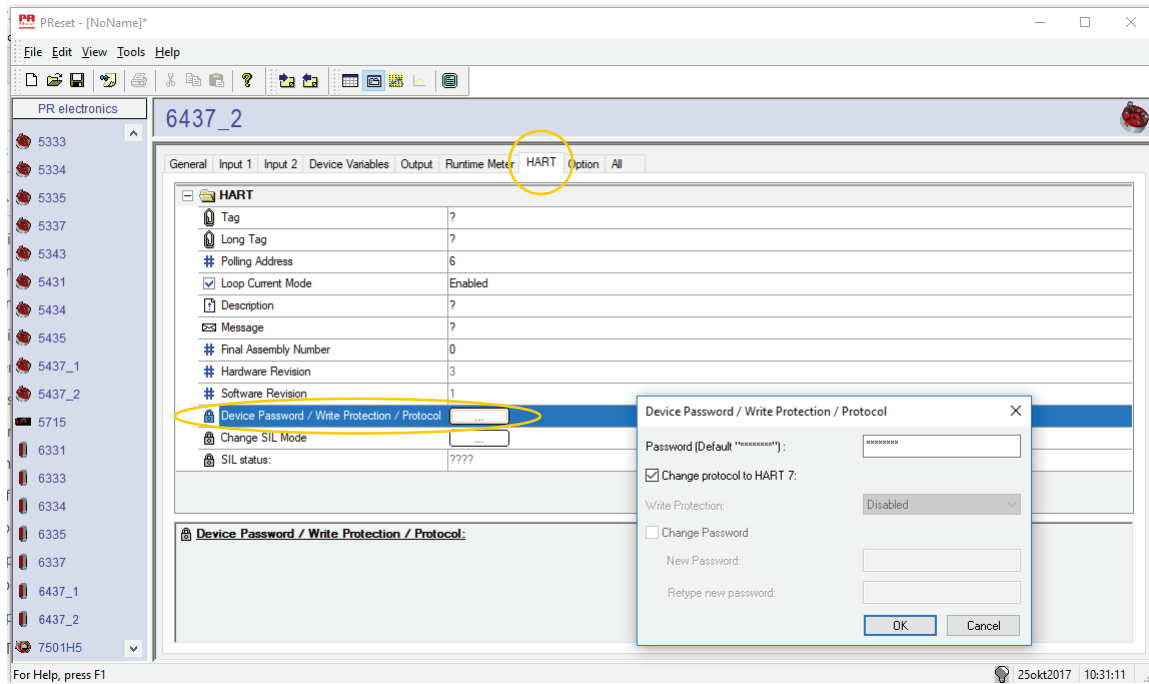 PReset - [NoName]*
File Edit View Tools Help
PR electronics
6437_2
5333
5334
5335
5337
5343
5431
5434
5435
5437_1
5437_2
5715
6331
6333
6334
6335
6337
6437_1
6437_2
7501H5
General Input 1 Input 2 Device Variables Output Runtime Meter HART Option All
HART
Tag ?
Long Tag ?
Polling Address 6
Loop Current Mode Enabled
Description ?
Message ?
Final Assembly Number 0
Hardware Revision 3
Software Revision 1
Device Password / Write Protection / Protocol ...
Change SIL Mode ...
SIL status: ????
Device Password / Write Protection / Protocol:
Device Password / Write Protection / Protocol
Password (Default "********") : ********
Change protocol to HART 7:
Write Protection: Disabled
Change Password
New Password:
Retype new password:
OK Cancel
For Help, press F1 25okt2017 10:31:11